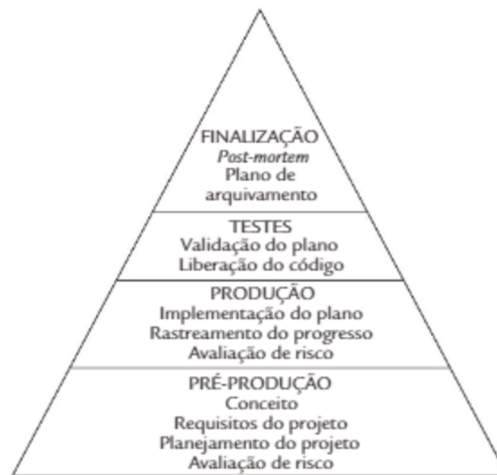 FINALIZAÇÃO
Post-mortem
Plano de
arquivamento
TESTES
Validação do plano
Liberação do código
PRODUÇÃO
Implementação do plano
Rastreamento do progresso
Avaliação de risco
PRÉ-PRODUÇÃO
Conceito
Requisitos do projeto
Planejamento do projeto
Avaliação de risco